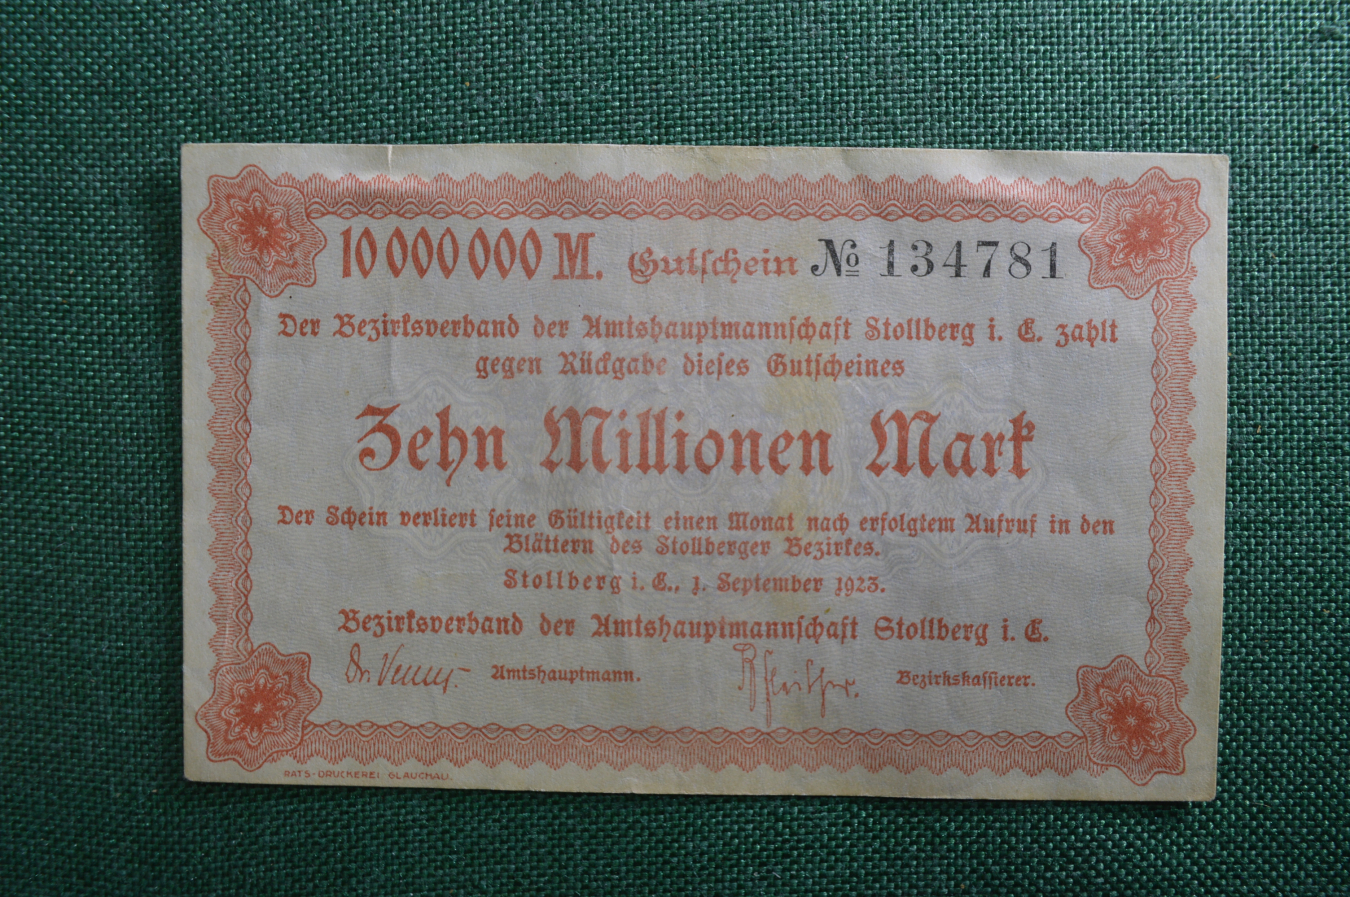 10 000 000 M. Gutschein № 134781
Der Bezirksverband der Amtshauptmannschaft Stollberg i. E. zahlt
gegen Rückgabe dieses Gutscheines
Zehn Millionen Mark
Der Schein verliert seine Gültigkeit einen Monat nach erfolgtem Aufruf in den
Blättern des Stollberger Bezirkes.
Stollberg i. E., 1. September 1923.
Bezirksverband der Amtshauptmannschaft Stollberg i. E.
Dr. Amtshauptmann. Bezirkskassierer.
RATS-DRUCKEREI GLAUCHAU.